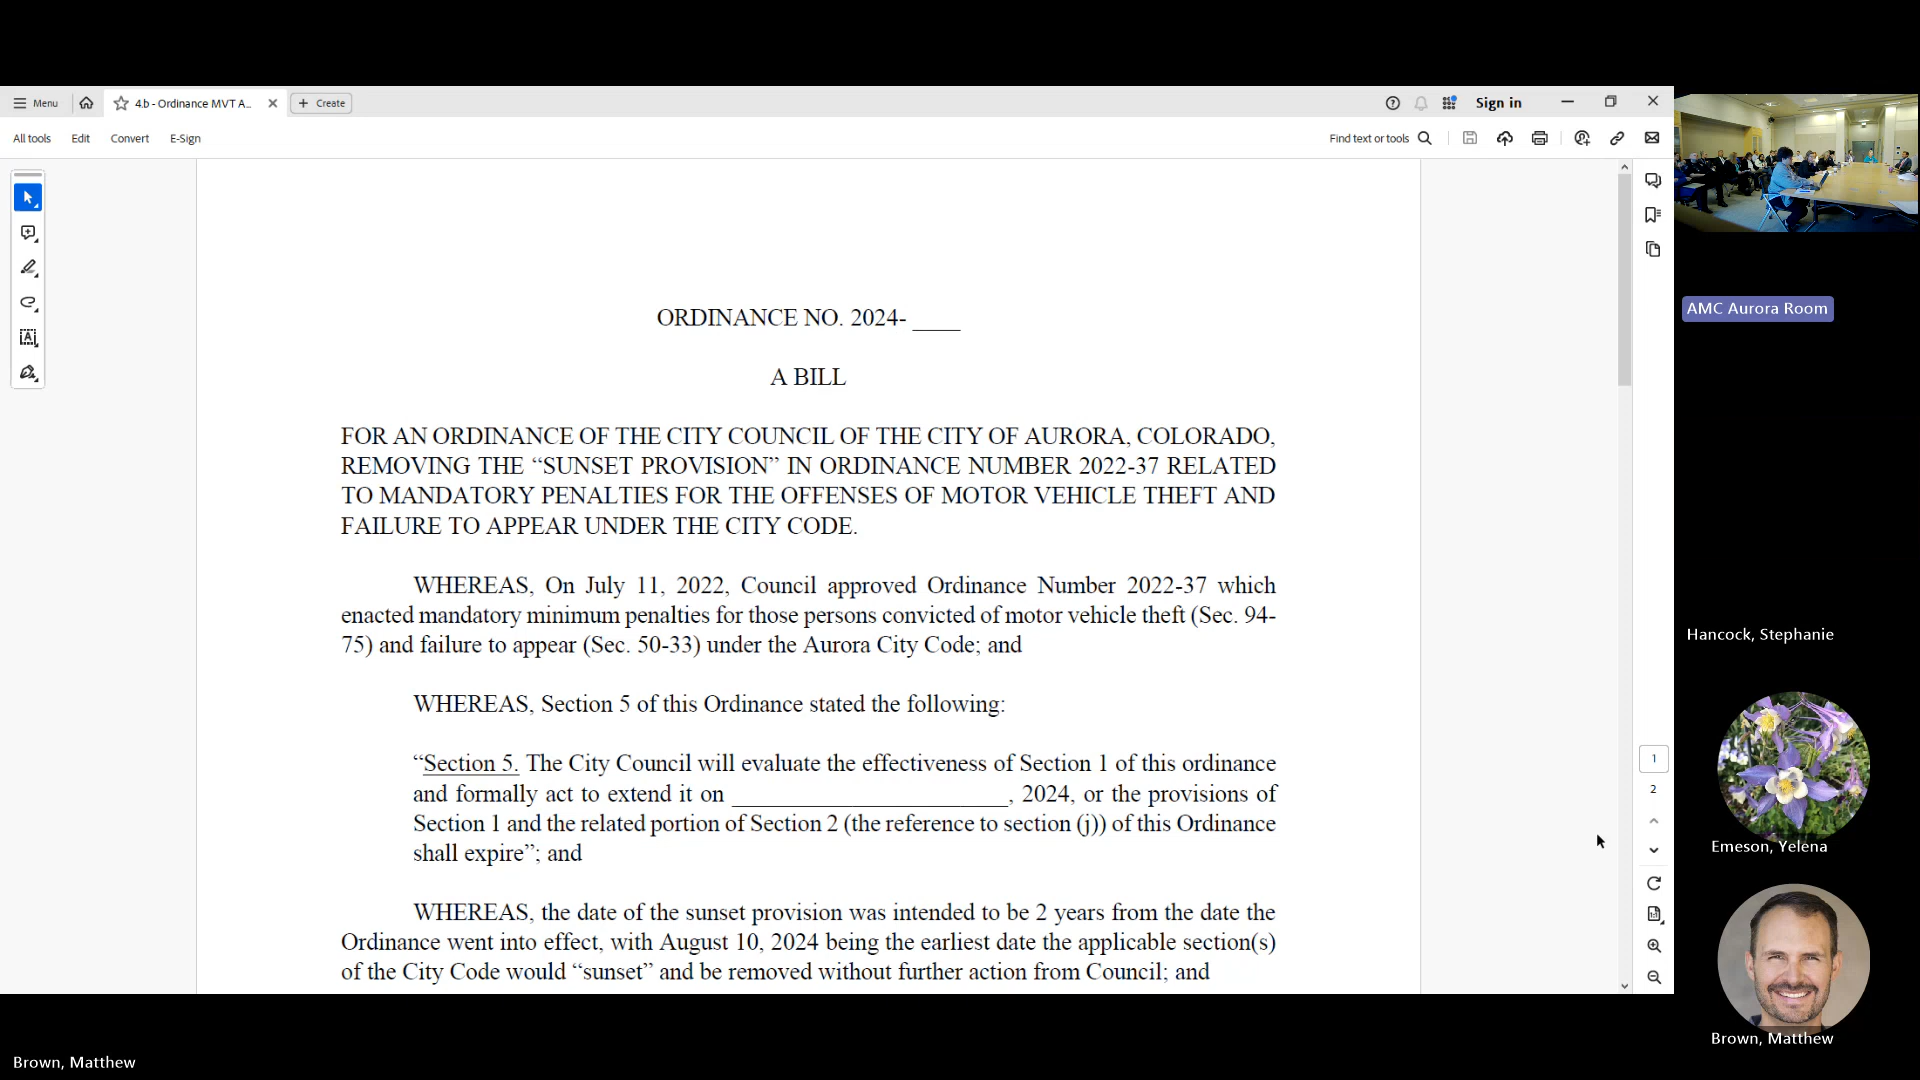 Menu
4.b - Ordinance MVT A...
Create
Sign in
All tools
Edit
Convert
E-Sign
Find text or tools
ORDINANCE NO. 2024- ____
A BILL
FOR AN ORDINANCE OF THE CITY COUNCIL OF THE CITY OF AURORA, COLORADO,
REMOVING THE “SUNSET PROVISION” IN ORDINANCE NUMBER 2022-37 RELATED
TO MANDATORY PENALTIES FOR THE OFFENSES OF MOTOR VEHICLE THEFT AND
FAILURE TO APPEAR UNDER THE CITY CODE.
WHEREAS, On July 11, 2022, Council approved Ordinance Number 2022-37 which
enacted mandatory minimum penalties for those persons convicted of motor vehicle theft (Sec. 94-
75) and failure to appear (Sec. 50-33) under the Aurora City Code; and
WHEREAS, Section 5 of this Ordinance stated the following:
“Section 5. The City Council will evaluate the effectiveness of Section 1 of this ordinance
and formally act to extend it on ______________________, 2024, or the provisions of
Section 1 and the related portion of Section 2 (the reference to section (j)) of this Ordinance
shall expire”; and
WHEREAS, the date of the sunset provision was intended to be 2 years from the date the
Ordinance went into effect, with August 10, 2024 being the earliest date the applicable section(s)
of the City Code would “sunset” and be removed without further action from Council; and
1
2
AMC Aurora Room
Hancock, Stephanie
Emeson, Yelena
Brown, Matthew
Brown, Matthew